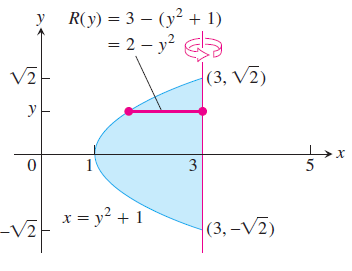 y R(y) = 3 – (y² + 1)
= 2 – y²
√2 (3, √2)
y
0 1 3 5 x
x = y² + 1
–√2 (3, –√2)